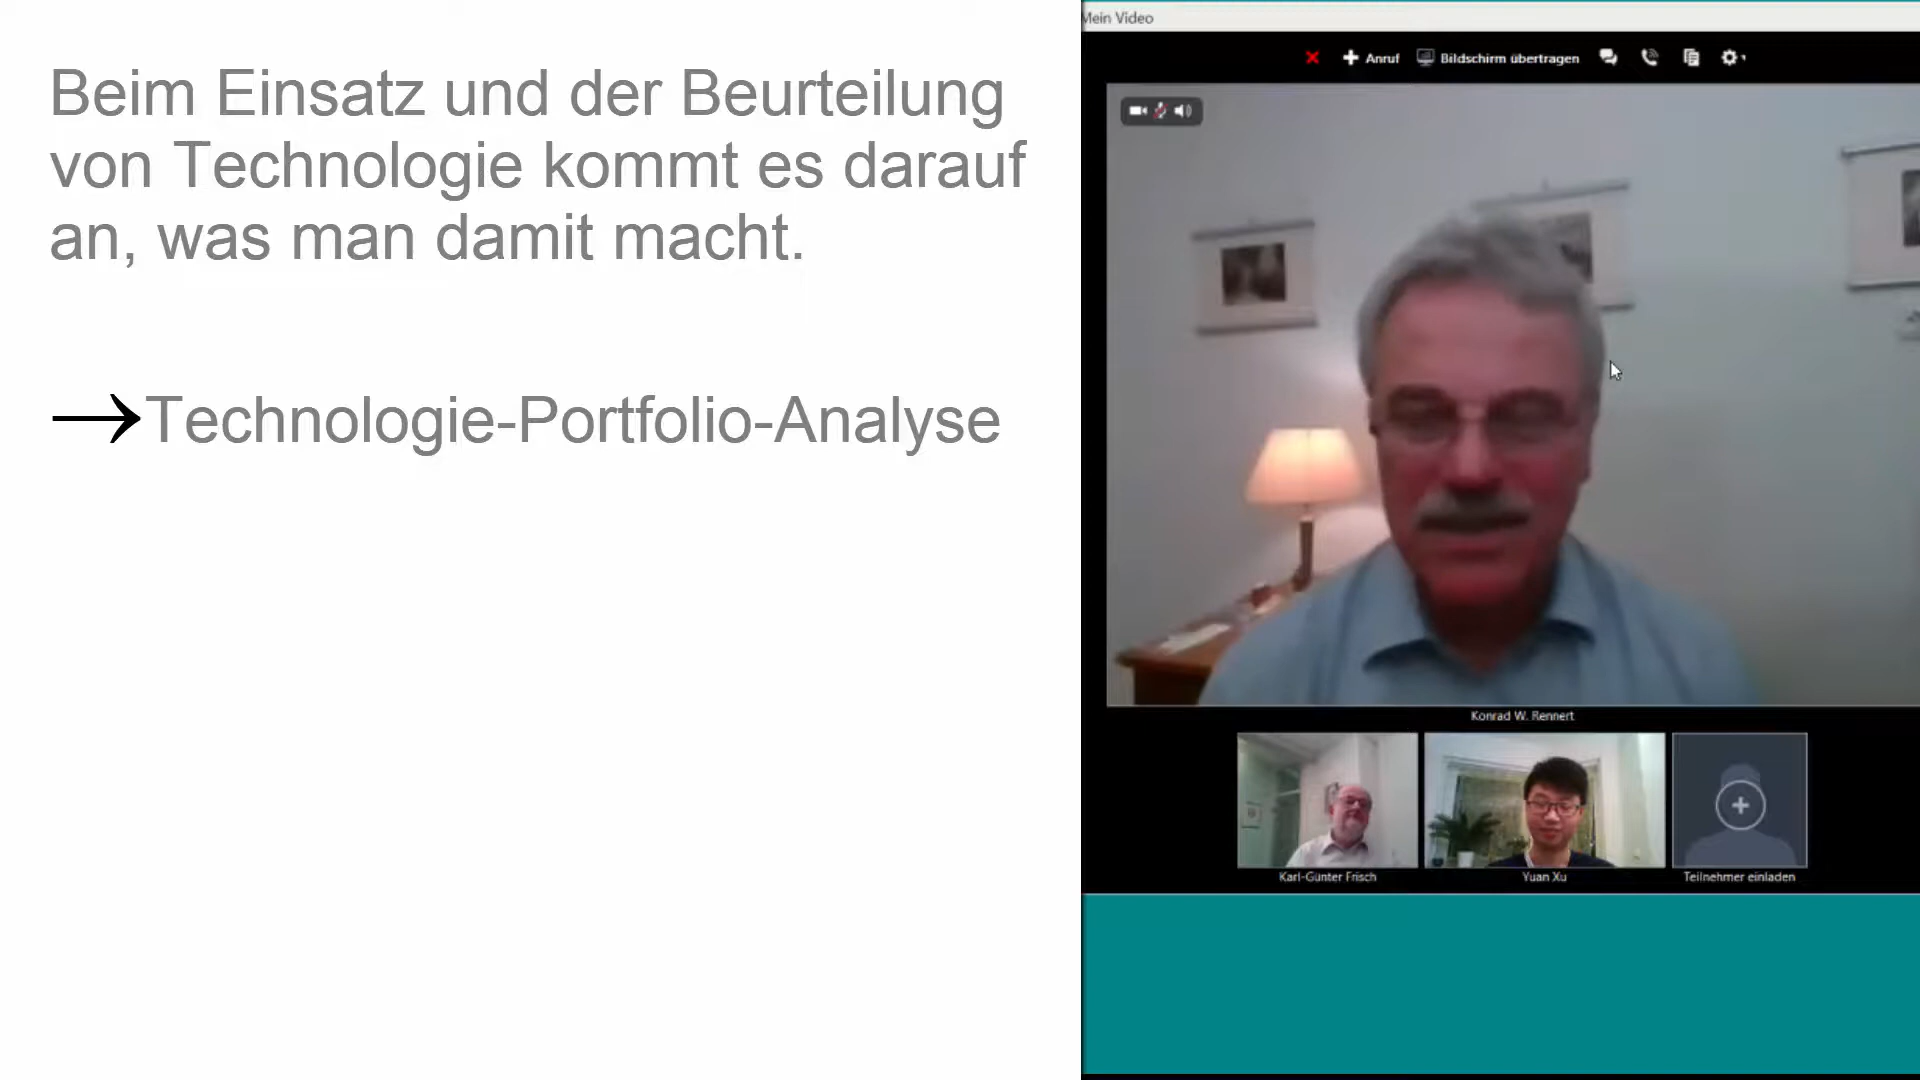 Beim Einsatz und der Beurteilung
von Technologie kommt es darauf
an, was man damit macht.
→Technologie-Portfolio-Analyse
Mein Video
Anruf Bildschirm übertragen
Konrad W. Rennert
Karl-Günter Frisch Yuan Xu Teilnehmer einladen